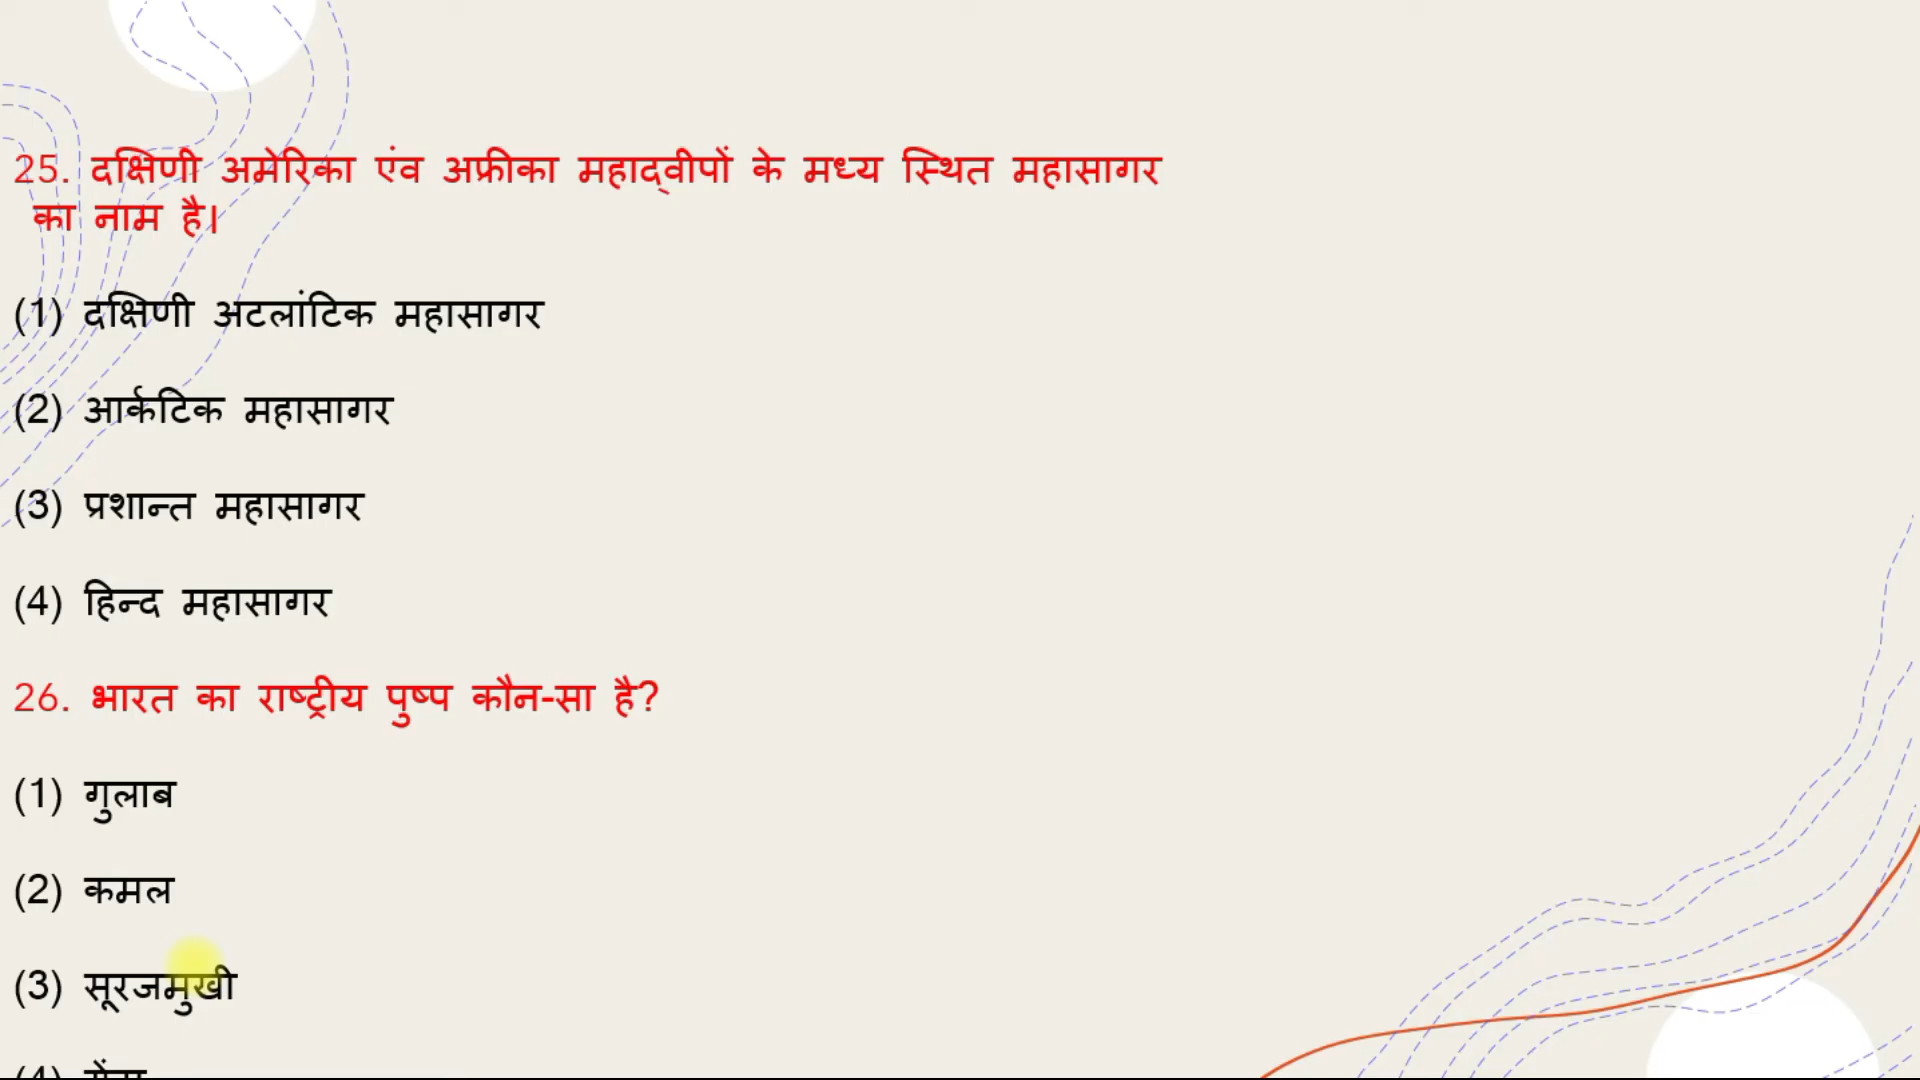 25. दक्षिणी अमेरिका एंव अफ्रीका महाद्वीपों के मध्य स्थित महासागर
का नाम है।
(1) दक्षिणी अटलांटिक महासागर
(2) आर्कटिक महासागर
(3) प्रशान्त महासागर
(4) हिन्द महासागर
26. भारत का राष्ट्रीय पुष्प कौन-सा है?
(1) गुलाब
(2) कमल
(3) सूरजमुखी
(4)